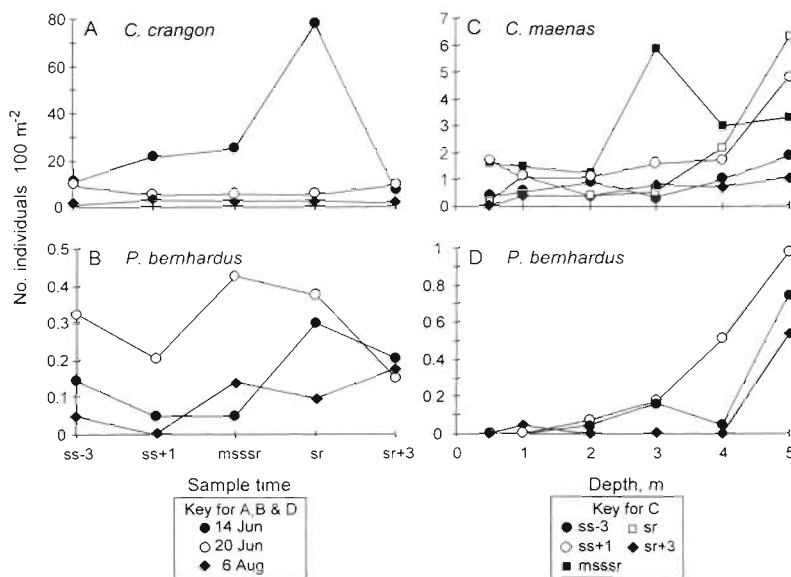 A C. crangon
80
60
40
20
0
No. individuals 100 m-2
B P. bernhardus
0.5
0.4
0.3
0.2
0.1
0
ss-3 ss+1 msssr sr sr+3
Sample time
Key for A,B & D
14 Jun
20 Jun
6 Aug
C C. maenas
7
6
5
4
3
2
1
0
D P. bernhardus
1
0.8
0.6
0.4
0.2
0
0 1 2 3 4 5
Depth, m
Key for C
ss-3 sr
ss+1 sr+3
msssr